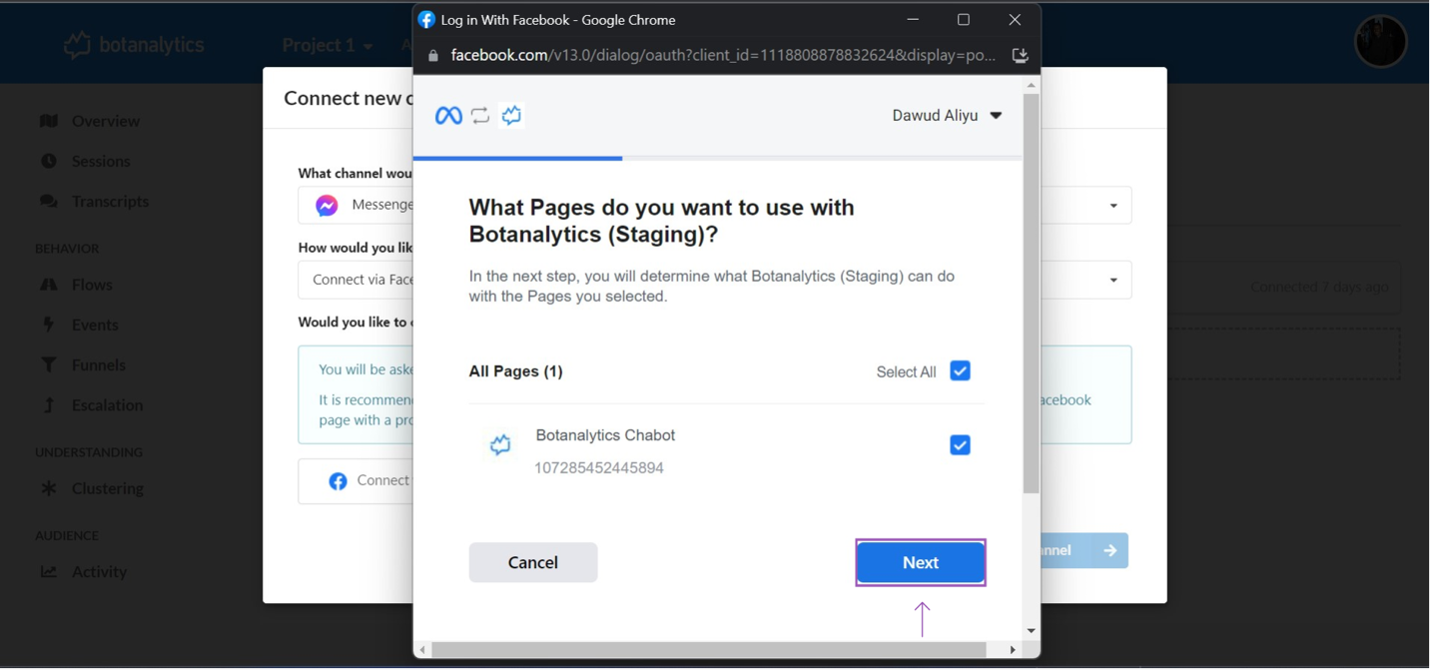 Log in With Facebook - Google Chrome
facebook.com/v13.0/dialog/oauth?client_id=1118808878832624&display=po...
botanalytics
Project 1
A
Connect new c
Overview
Sessions
Transcripts
BEHAVIOR
Flows
Events
Funnels
Escalation
UNDERSTANDING
Clustering
AUDIENCE
Activity
What channel wou
Messenge
How would you lik
Connect via Face
Would you like to c
You will be aske
It is recommen
page with a pro
acebook
Connect
nnel
Connected 7 days ago
Dawud Aliyu
What Pages do you want to use with
Botanalytics (Staging)?
In the next step, you will determine what Botanalytics (Staging) can do
with the Pages you selected.
All Pages (1)
Select All
Botanalytics Chabot
107285452445894
Cancel
Next